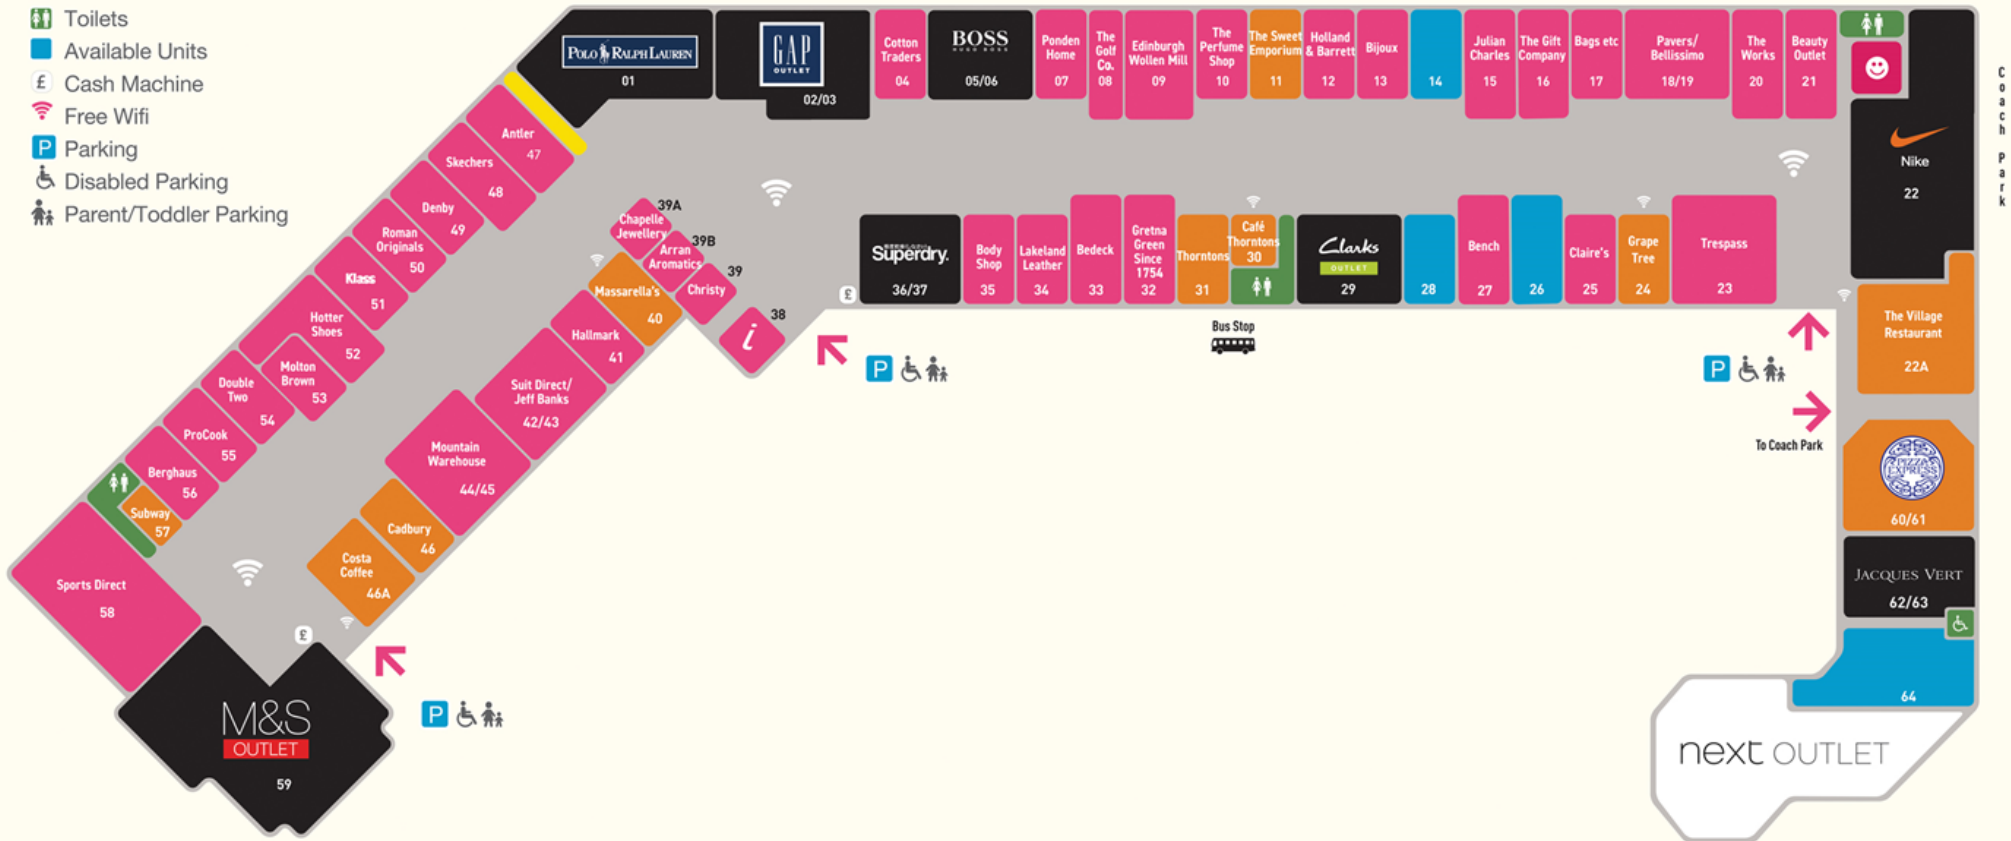 Toilets
Available Units
£
Cash Machine
Free Wifi
P
Parking
Disabled Parking
Parent/Toddler Parking
POLO RALPH LAUREN
01
GAP
OUTLET
02/03
Cotton
Traders
04
BOSS
HUGO BOSS
05/06
Ponden
Home
07
The
Golf
Co.
08
Edinburgh
Wollen Mill
09
The
Perfume
Shop
10
The Sweet
Emporium
11
Holland
& Barrett
12
Bijoux
13
14
Julian
Charles
15
The Gift
Company
16
Bags etc
17
Pavers/
Bellissimo
18/19
The
Works
20
Beauty
Outlet
21
Coach Park
Nike
22
Antler
47
Skechers
48
Denby
49
Roman
Originals
50
Klass
51
Hotter
Shoes
52
Molton
Brown
53
Double
Two
54
ProCook
55
Berghaus
56
Subway
57
Sports Direct
58
M&S
OUTLET
59
39A
Chapelle
Jewellery
39B
Arran
Aromatics
39
Christy
38
i
Massarella's
40
Hallmark
41
Suit Direct/
Jeff Banks
42/43
Mountain
Warehouse
44/45
Cadbury
46
Costa
Coffee
46A
£
P
£
Superdry.
36/37
Body
Shop
35
Lakeland
Leather
34
Bedeck
33
Gretna
Green
Since
1754
32
Thorntons
31
Café
Thorntons
30
Clarks
OUTLET
29
28
Bench
27
26
Claire's
25
Grape
Tree
24
Trespass
23
P
Bus Stop
P
To Coach Park
The Village
Restaurant
22A
PIZZA
EXPRESS
60/61
JACQUES VERT
62/63
64
next OUTLET